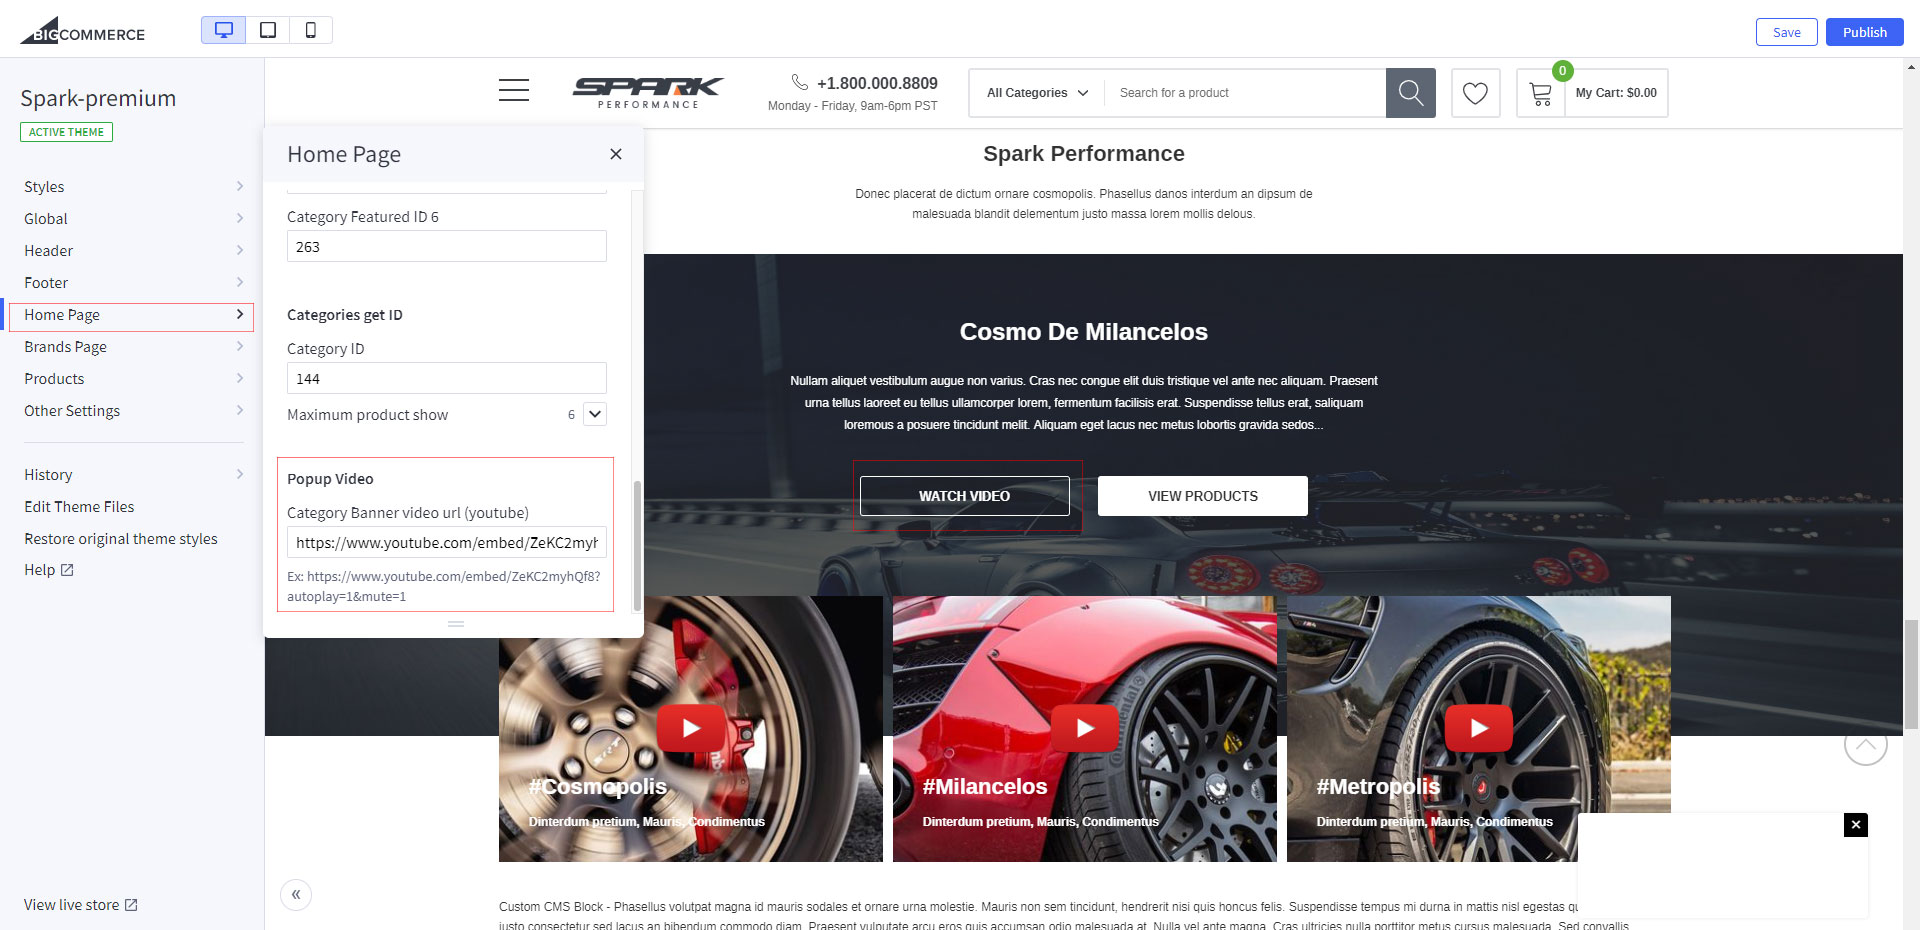 BIGCOMMERCE
Save
Publish
Spark-premium
ACTIVE THEME
Styles
Global
Header
Footer
Home Page
Brands Page
Products
Other Settings
History
Edit Theme Files
Restore original theme styles
Help
View live store
«
Home Page
Category Featured ID 6
263
Categories get ID
Category ID
144
Maximum product show 6
Popup Video
Category Banner video url (youtube)
https://www.youtube.com/embed/ZeKC2myh
Ex: https://www.youtube.com/embed/ZeKC2myhQf8?
autoplay=1&mute=1
SPARK
PERFORMANCE
+1.800.000.8809
Monday - Friday, 9am-6pm PST
All Categories
Search for a product
0
My Cart: $0.00
Spark Performance
Donec placerat de dictum ornare cosmopolis. Phasellus danos interdum an dipsum de
malesuada blandit delementum justo massa lorem mollis delous.
Cosmo De Milancelos
Nullam aliquet vestibulum augue non varius. Cras nec congue elit duis tristique vel ante nec aliquam. Praesent
urna tellus laoreet eu tellus ullamcorper lorem, fermentum facilisis erat. Suspendisse tellus erat, saliquam
loremous a posuere tincidunt melit. Aliquam eget lacus nec metus lobortis gravida sedos...
WATCH VIDEO
VIEW PRODUCTS
#Cosmopolis
Dinterdum pretium, Mauris, Condimentus
Continental
#Milancelos
Dinterdum pretium, Mauris, Condimentus
#Metropolis
Dinterdum pretium, Mauris, Condimentus
Custom CMS Block - Phasellus volutpat magna id mauris sodales et ornare urna molestie. Mauris non sem tincidunt, hendrerit nisi quis honcus felis. Suspendisse tempus mi durna in mattis nisl egestas
justo consectetur sed lacus an bibendum commodo diam. Praesent vulputate arcu eros quis accumsan odio malesuada at. Nulla vel ante magna. Cras ultricies nulla porttitor metus cursus malesuada. Sed convallis